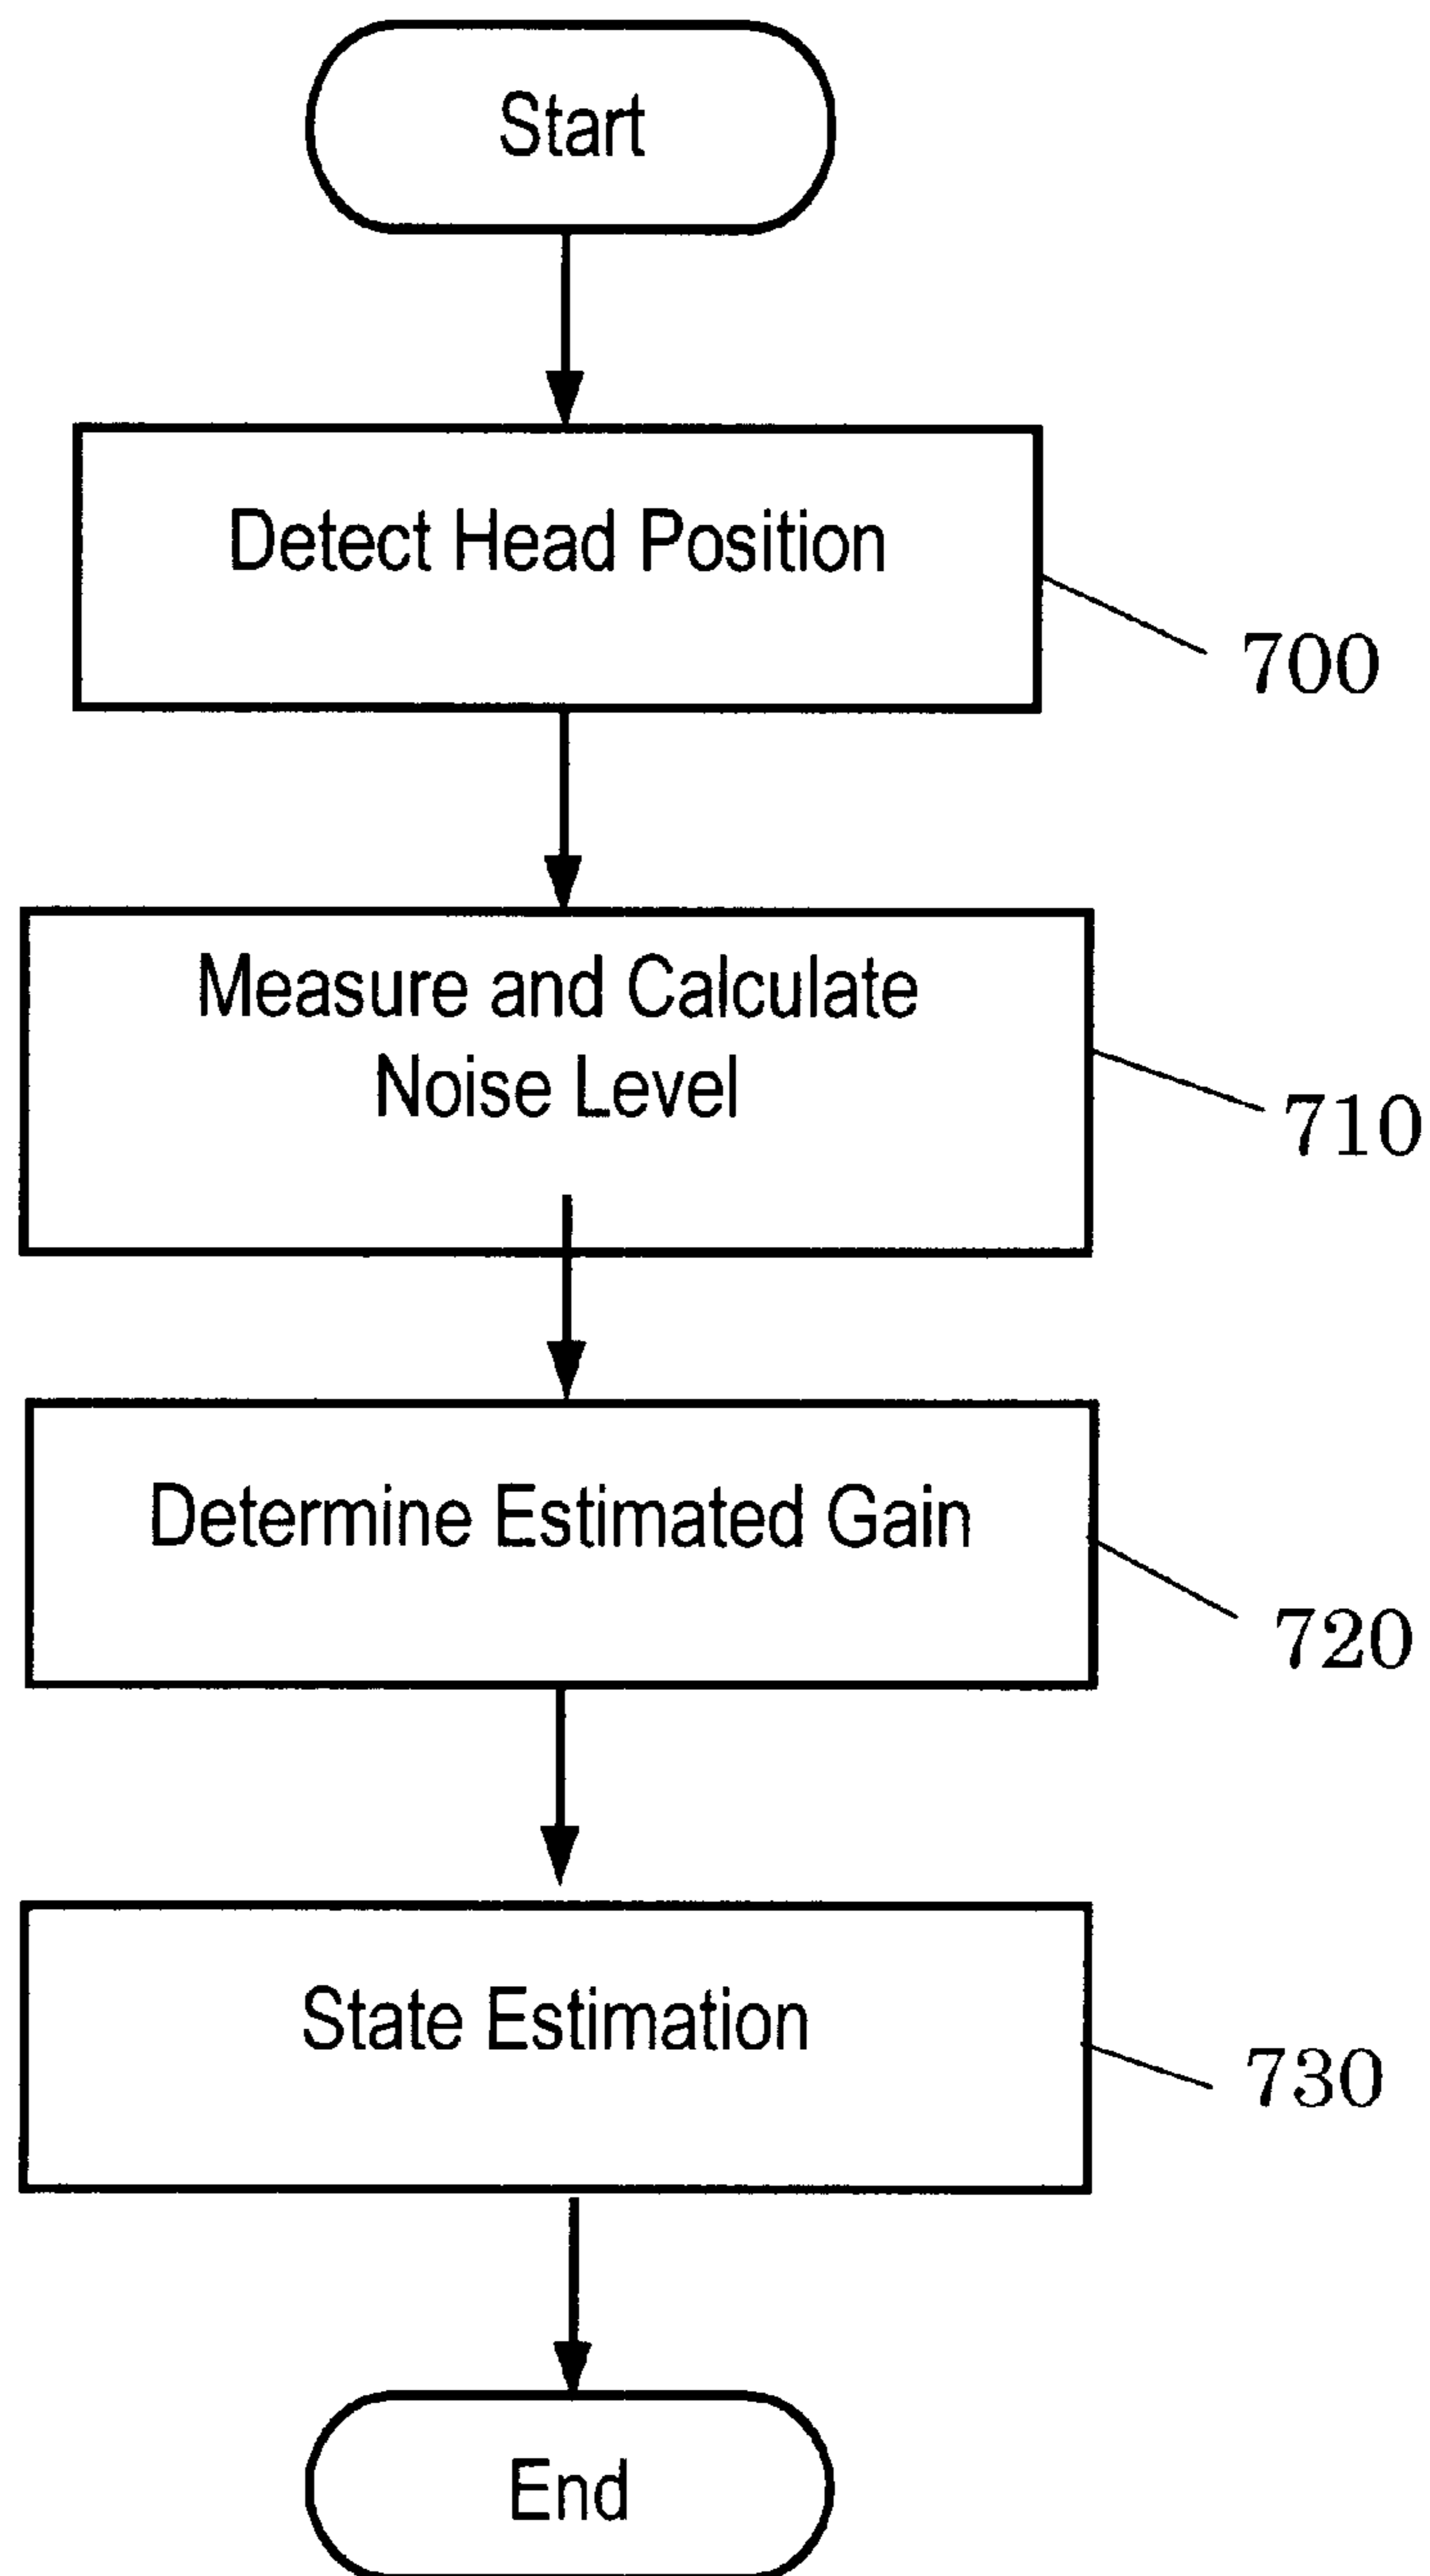 Start
Detect Head Position
700
Measure and Calculate
Noise Level
710
Determine Estimated Gain
720
State Estimation
730
End